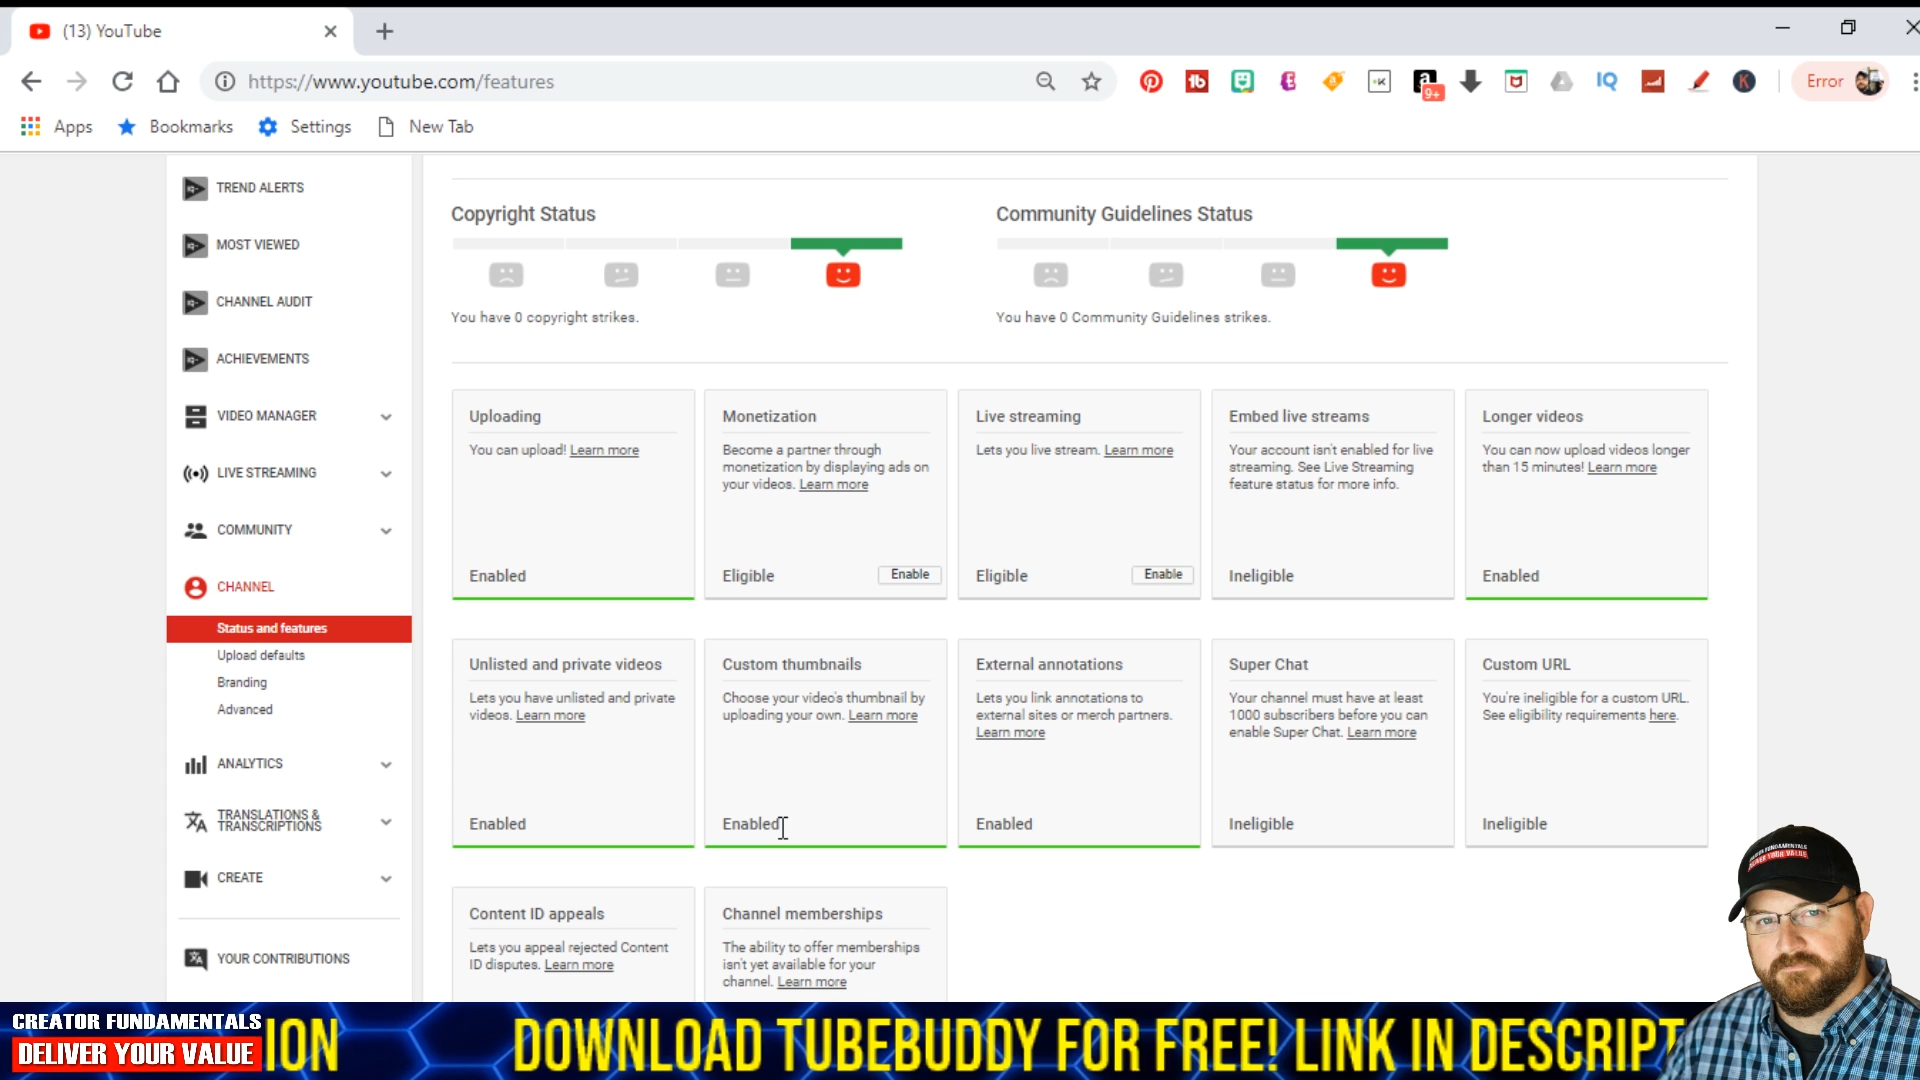 (13) YouTube
https://www.youtube.com/features
9+
Error
Apps
Bookmarks
Settings
New Tab
TREND ALERTS
MOST VIEWED
CHANNEL AUDIT
ACHIEVEMENTS
VIDEO MANAGER
LIVE STREAMING
COMMUNITY
CHANNEL
Status and features
Upload defaults
Branding
Advanced
ANALYTICS
TRANSLATIONS &
TRANSCRIPTIONS
CREATE
YOUR CONTRIBUTIONS
Copyright Status
You have 0 copyright strikes.
Community Guidelines Status
You have 0 Community Guidelines strikes.
Uploading
You can upload! Learn more
Enabled
Monetization
Become a partner through
monetization by displaying ads on
your videos. Learn more
Eligible
Enable
Live streaming
Lets you live stream. Learn more
Eligible
Enable
Embed live streams
Your account isn't enabled for live
streaming. See Live Streaming
feature status for more info.
Ineligible
Longer videos
You can now upload videos longer
than 15 minutes! Learn more
Enabled
Unlisted and private videos
Lets you have unlisted and private
videos. Learn more
Enabled
Custom thumbnails
Choose your video's thumbnail by
uploading your own. Learn more
Enabled
External annotations
Lets you link annotations to
external sites or merch partners.
Learn more
Enabled
Super Chat
Your channel must have at least
1000 subscribers before you can
enable Super Chat. Learn more
Ineligible
Custom URL
You're ineligible for a custom URL.
See eligibility requirements here.
Ineligible
Content ID appeals
Lets you appeal rejected Content
ID disputes. Learn more
Channel memberships
The ability to offer memberships
isn't yet available for your
channel. Learn more
CREATOR FUNDAMENTALS
DELIVER YOUR VALUE
CREATOR FUNDAMENTALS
DELIVER YOUR VALUE
ION DOWNLOAD TUBEBUDDY FOR FREE! LINK IN DESCRIPT